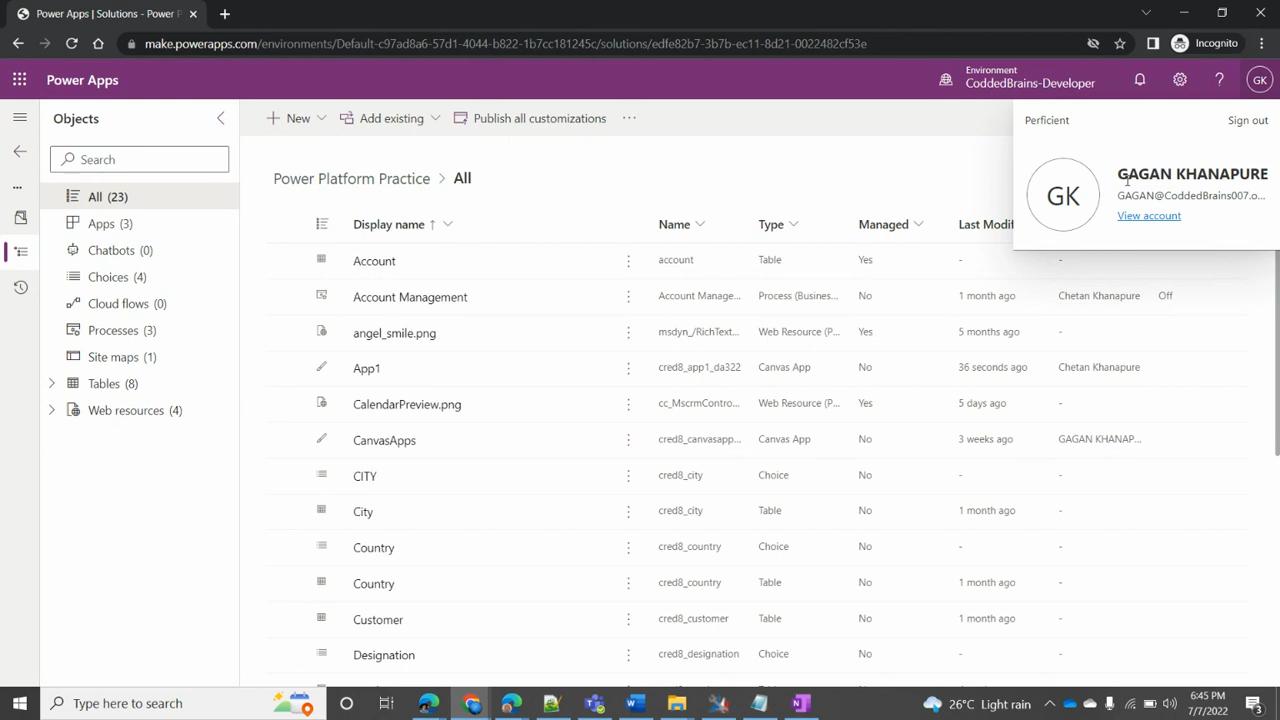 Power Apps | Solutions - Power P
make.powerapps.com/environments/Default-c97ad8a6-57d1-4044-b822-1b7cc181245c/solutions/edfe82b7-3b7b-ec11-8d21-0022482cf53e
Incognito
Power Apps
Environment
CoddedBrains-Developer
GK
Objects
New
Add existing
Publish all customizations
Perficient
Sign out
Search
GK
GAGAN KHANAPURE
GAGAN@CoddedBrains007.o...
View account
Power Platform Practice > All
All (23)
Apps (3)
Chatbots (0)
Choices (4)
Cloud flows (0)
Processes (3)
Site maps (1)
Tables (8)
Web resources (4)
Display name Name Type Managed Last Modif
Account account Table Yes - -
Account Management Account Manage... Process (Busines... No 1 month ago Chetan Khanapure Off
angel_smile.png msdyn_/RichText... Web Resource (P... Yes 5 months ago -
App1 cred8_app1_da322 Canvas App No 36 seconds ago Chetan Khanapure
CalendarPreview.png cc_MscrmContro... Web Resource (P... Yes 5 days ago -
CanvasApps cred8_canvasapp... Canvas App No 3 weeks ago GAGAN KHANAP...
CITY cred8_city Choice No - -
City cred8_city Table No 1 month ago -
Country cred8_country Choice No - -
Country cred8_country Table No 1 month ago -
Customer cred8_customer Table No 1 month ago -
Designation cred8_designation Choice No - -
Type here to search
26°C Light rain
6:45 PM
7/7/2022
3